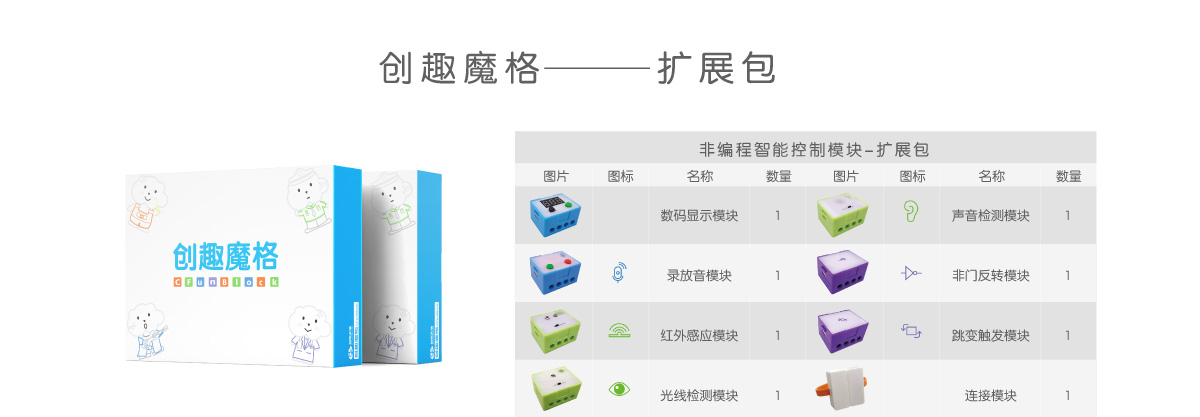 创趣魔格——扩展包
创趣魔格
CFunBlock
非编程智能控制模块-扩展包
图片 图标 名称 数量 图片 图标 名称 数量
数码显示模块 1 声音检测模块 1
录放音模块 1 非门反转模块 1
红外感应模块 1 跳变触发模块 1
光线检测模块 1 连接模块 1